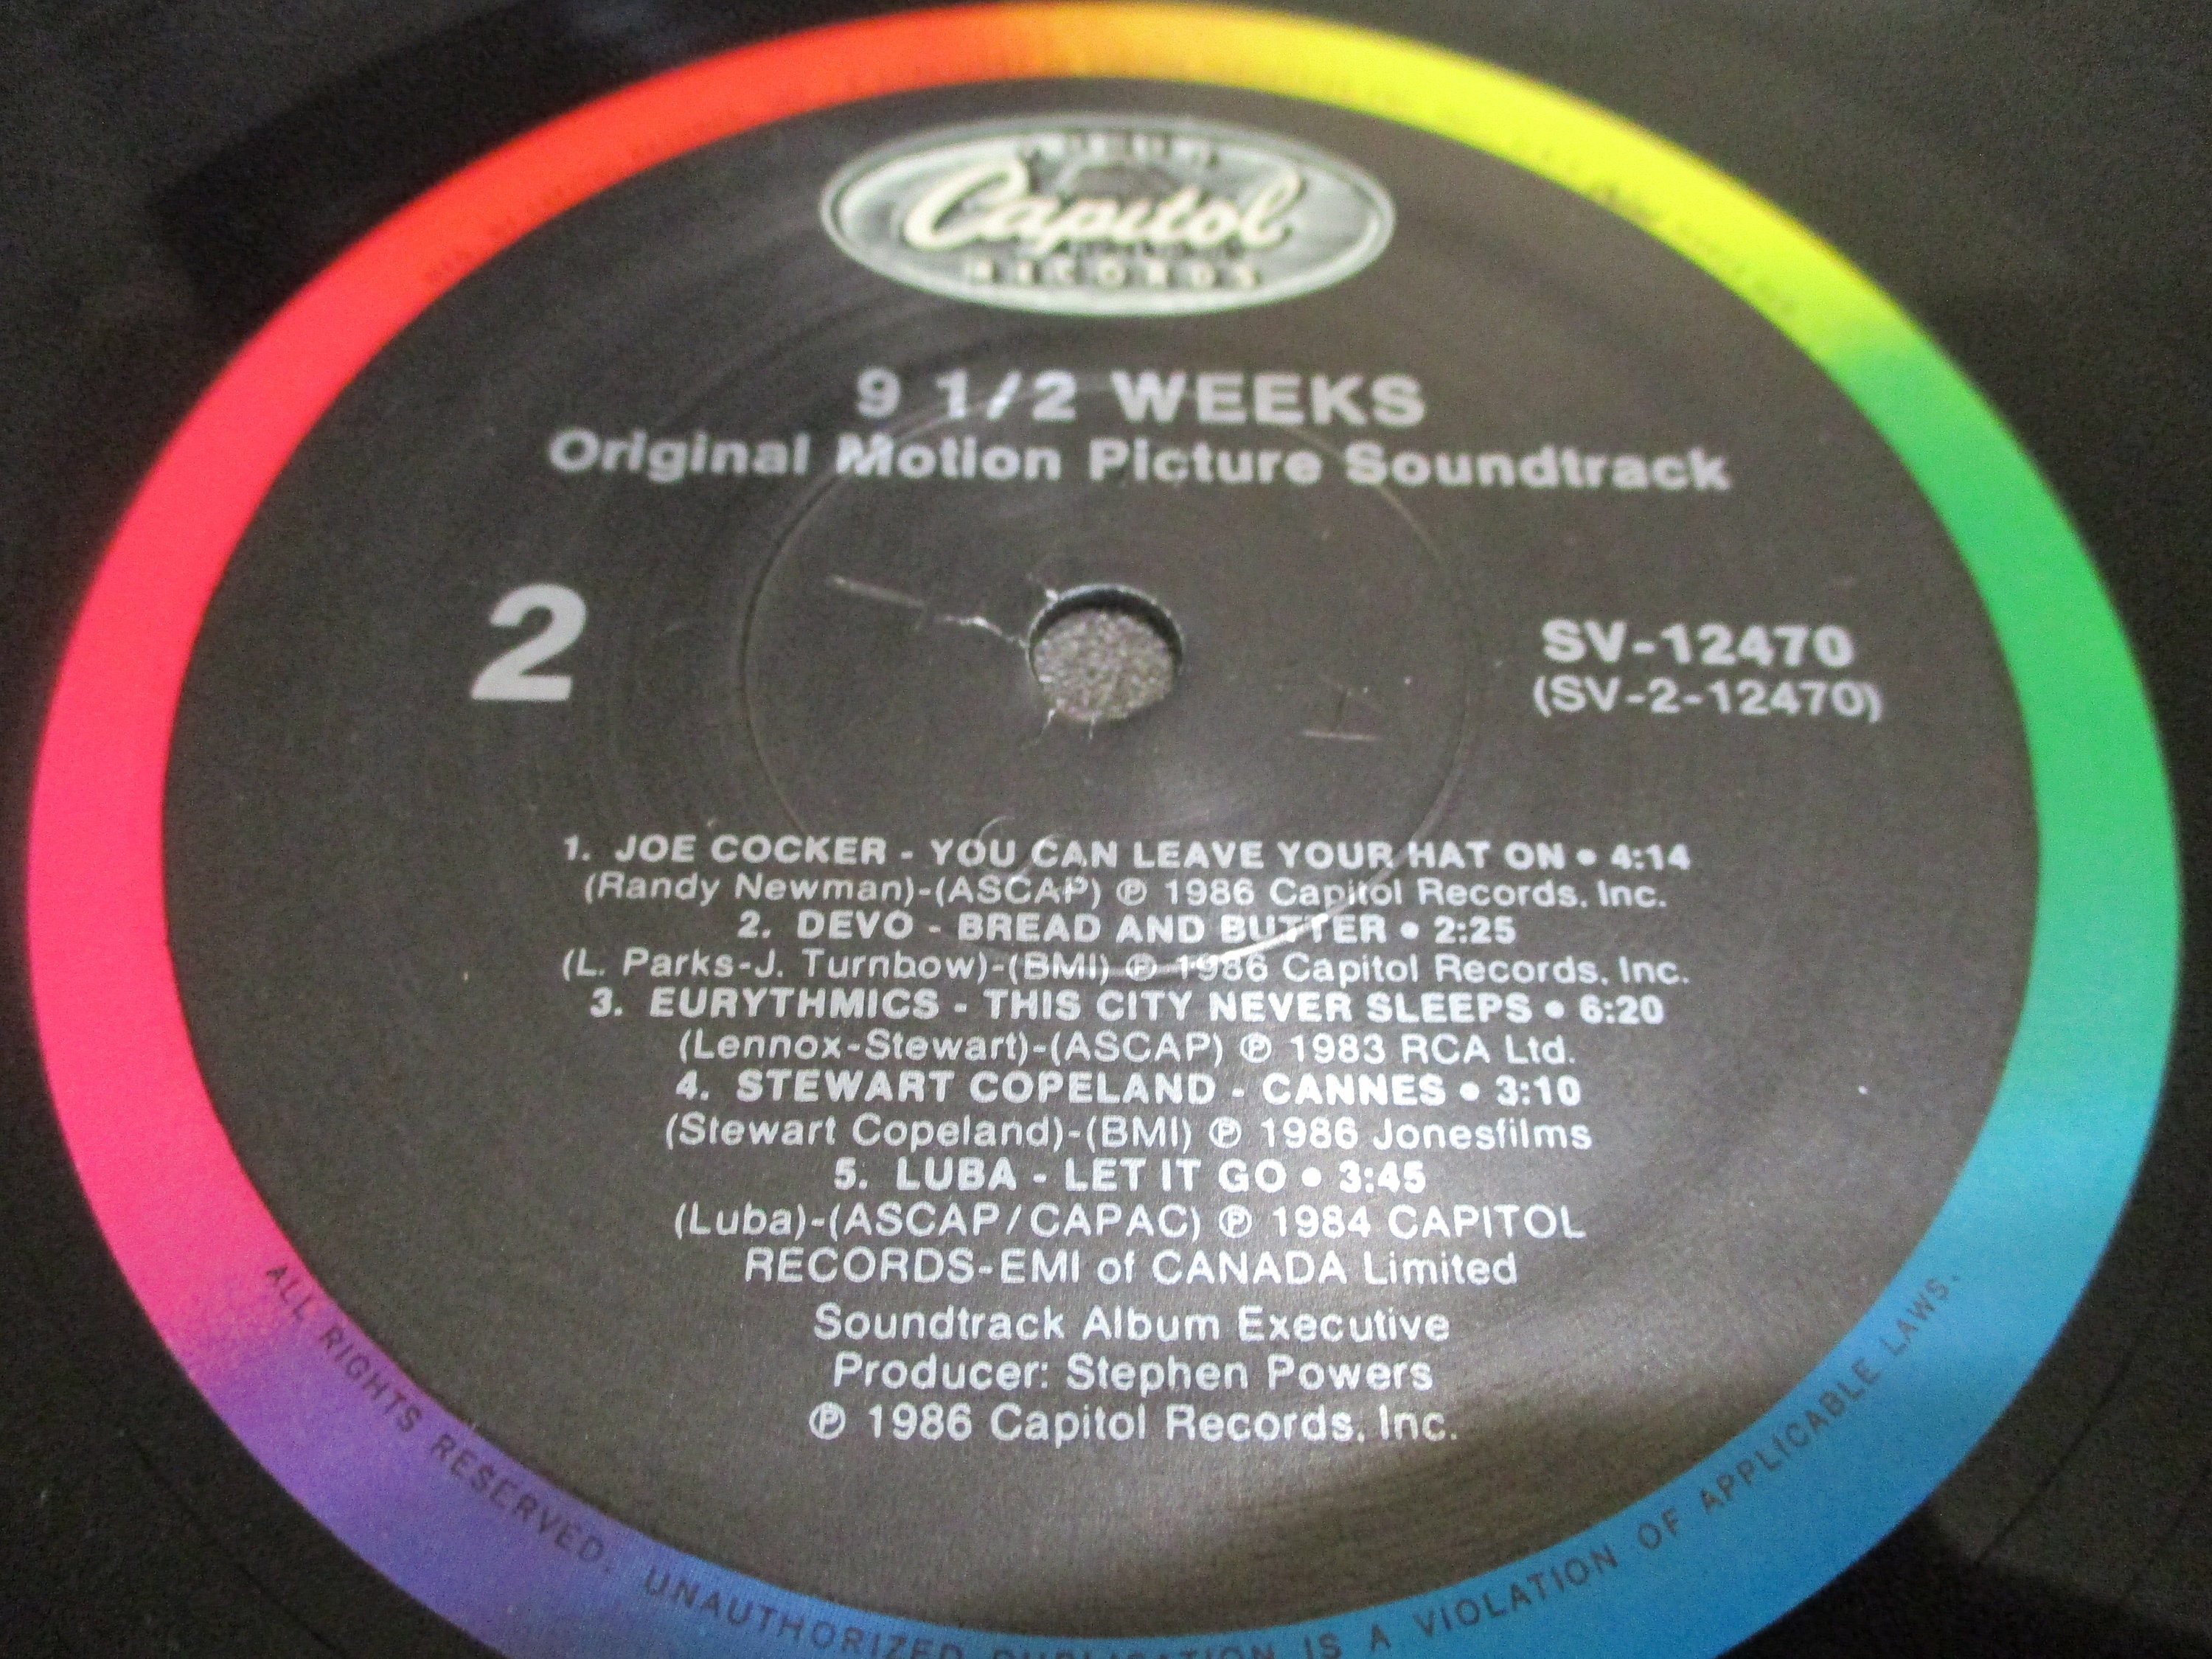 Capitol
RECORDS
9 1/2 WEEKS
Original Motion Picture Soundtrack
2
SV-12470
(SV-2-12470)
1. JOE COCKER - YOU CAN LEAVE YOUR HAT ON • 4:14
(Randy Newman)-(ASCAP) ℗ 1986 Capitol Records, Inc.
2. DEVO - BREAD AND BUTTER • 2:25
(L. Parks-J. Turnbow)-(BMI) ℗ 1986 Capitol Records, Inc.
3. EURYTHMICS - THIS CITY NEVER SLEEPS • 6:20
(Lennox-Stewart)-(ASCAP) ℗ 1983 RCA Ltd.
4. STEWART COPELAND - CANNES • 3:10
(Stewart Copeland)-(BMI) ℗ 1986 Jonesfilms
5. LUBA - LET IT GO • 3:45
(Luba)-(ASCAP/CAPAC) ℗ 1984 CAPITOL
RECORDS-EMI of CANADA Limited
Soundtrack Album Executive
Producer: Stephen Powers
℗ 1986 Capitol Records, Inc.
ALL RIGHTS RESERVED. UNAUTHORIZED DUPLICATION IS A VIOLATION OF APPLICABLE LAWS.